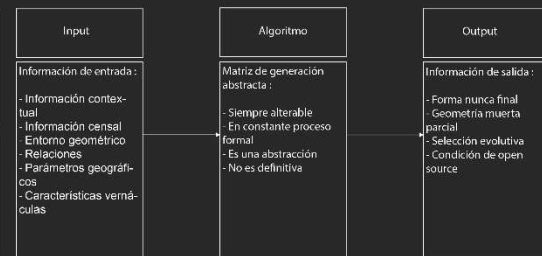 Input
Algoritmo
Output
Información de entrada :
- Información contex-
tual
- Información censal
- Entorno geométrico
- Relaciones
- Parámetros geográfi-
cos
- Características verná-
culas
Matriz de generación
abstracta :
- Siempre alterable
- En constante proceso
formal
- Es una abstracción
- No es definitiva
Información de salida :
- Forma nunca final
- Geometría muerta
parcial
- Selección evolutiva
- Condición de open
source